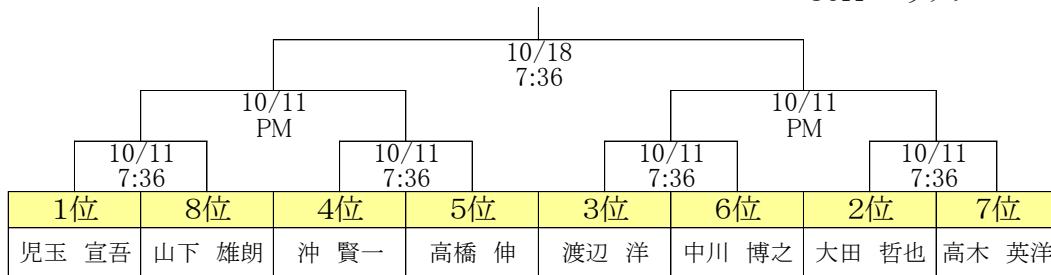 10/18
7:36
10/11 10/11
PM PM
10/11 10/11 10/11 10/11
7:36 7:36 7:36 7:36
1位 8位 4位 5位 3位 6位 2位 7位
児玉 宣吾 山下 雄朗 沖 賢一 高橋 伸 渡辺 洋 中川 博之 大田 哲也 高木 英洋